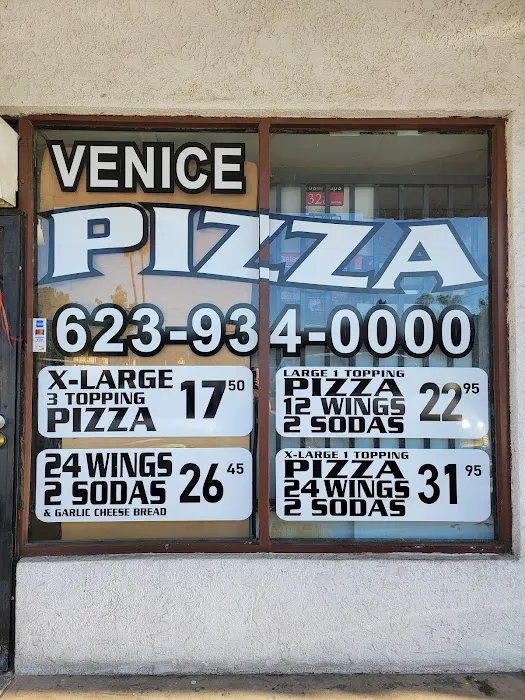 VENICE
PIZZA
623-934-0000
X-LARGE
3 TOPPING
PIZZA
17 50
LARGE 1 TOPPING
PIZZA
12 WINGS
2 SODAS
22 95
24 WINGS
2 SODAS
& GARLIC CHEESE BREAD
26 45
X-LARGE 1 TOPPING
PIZZA
24 WINGS
2 SODAS
31 95